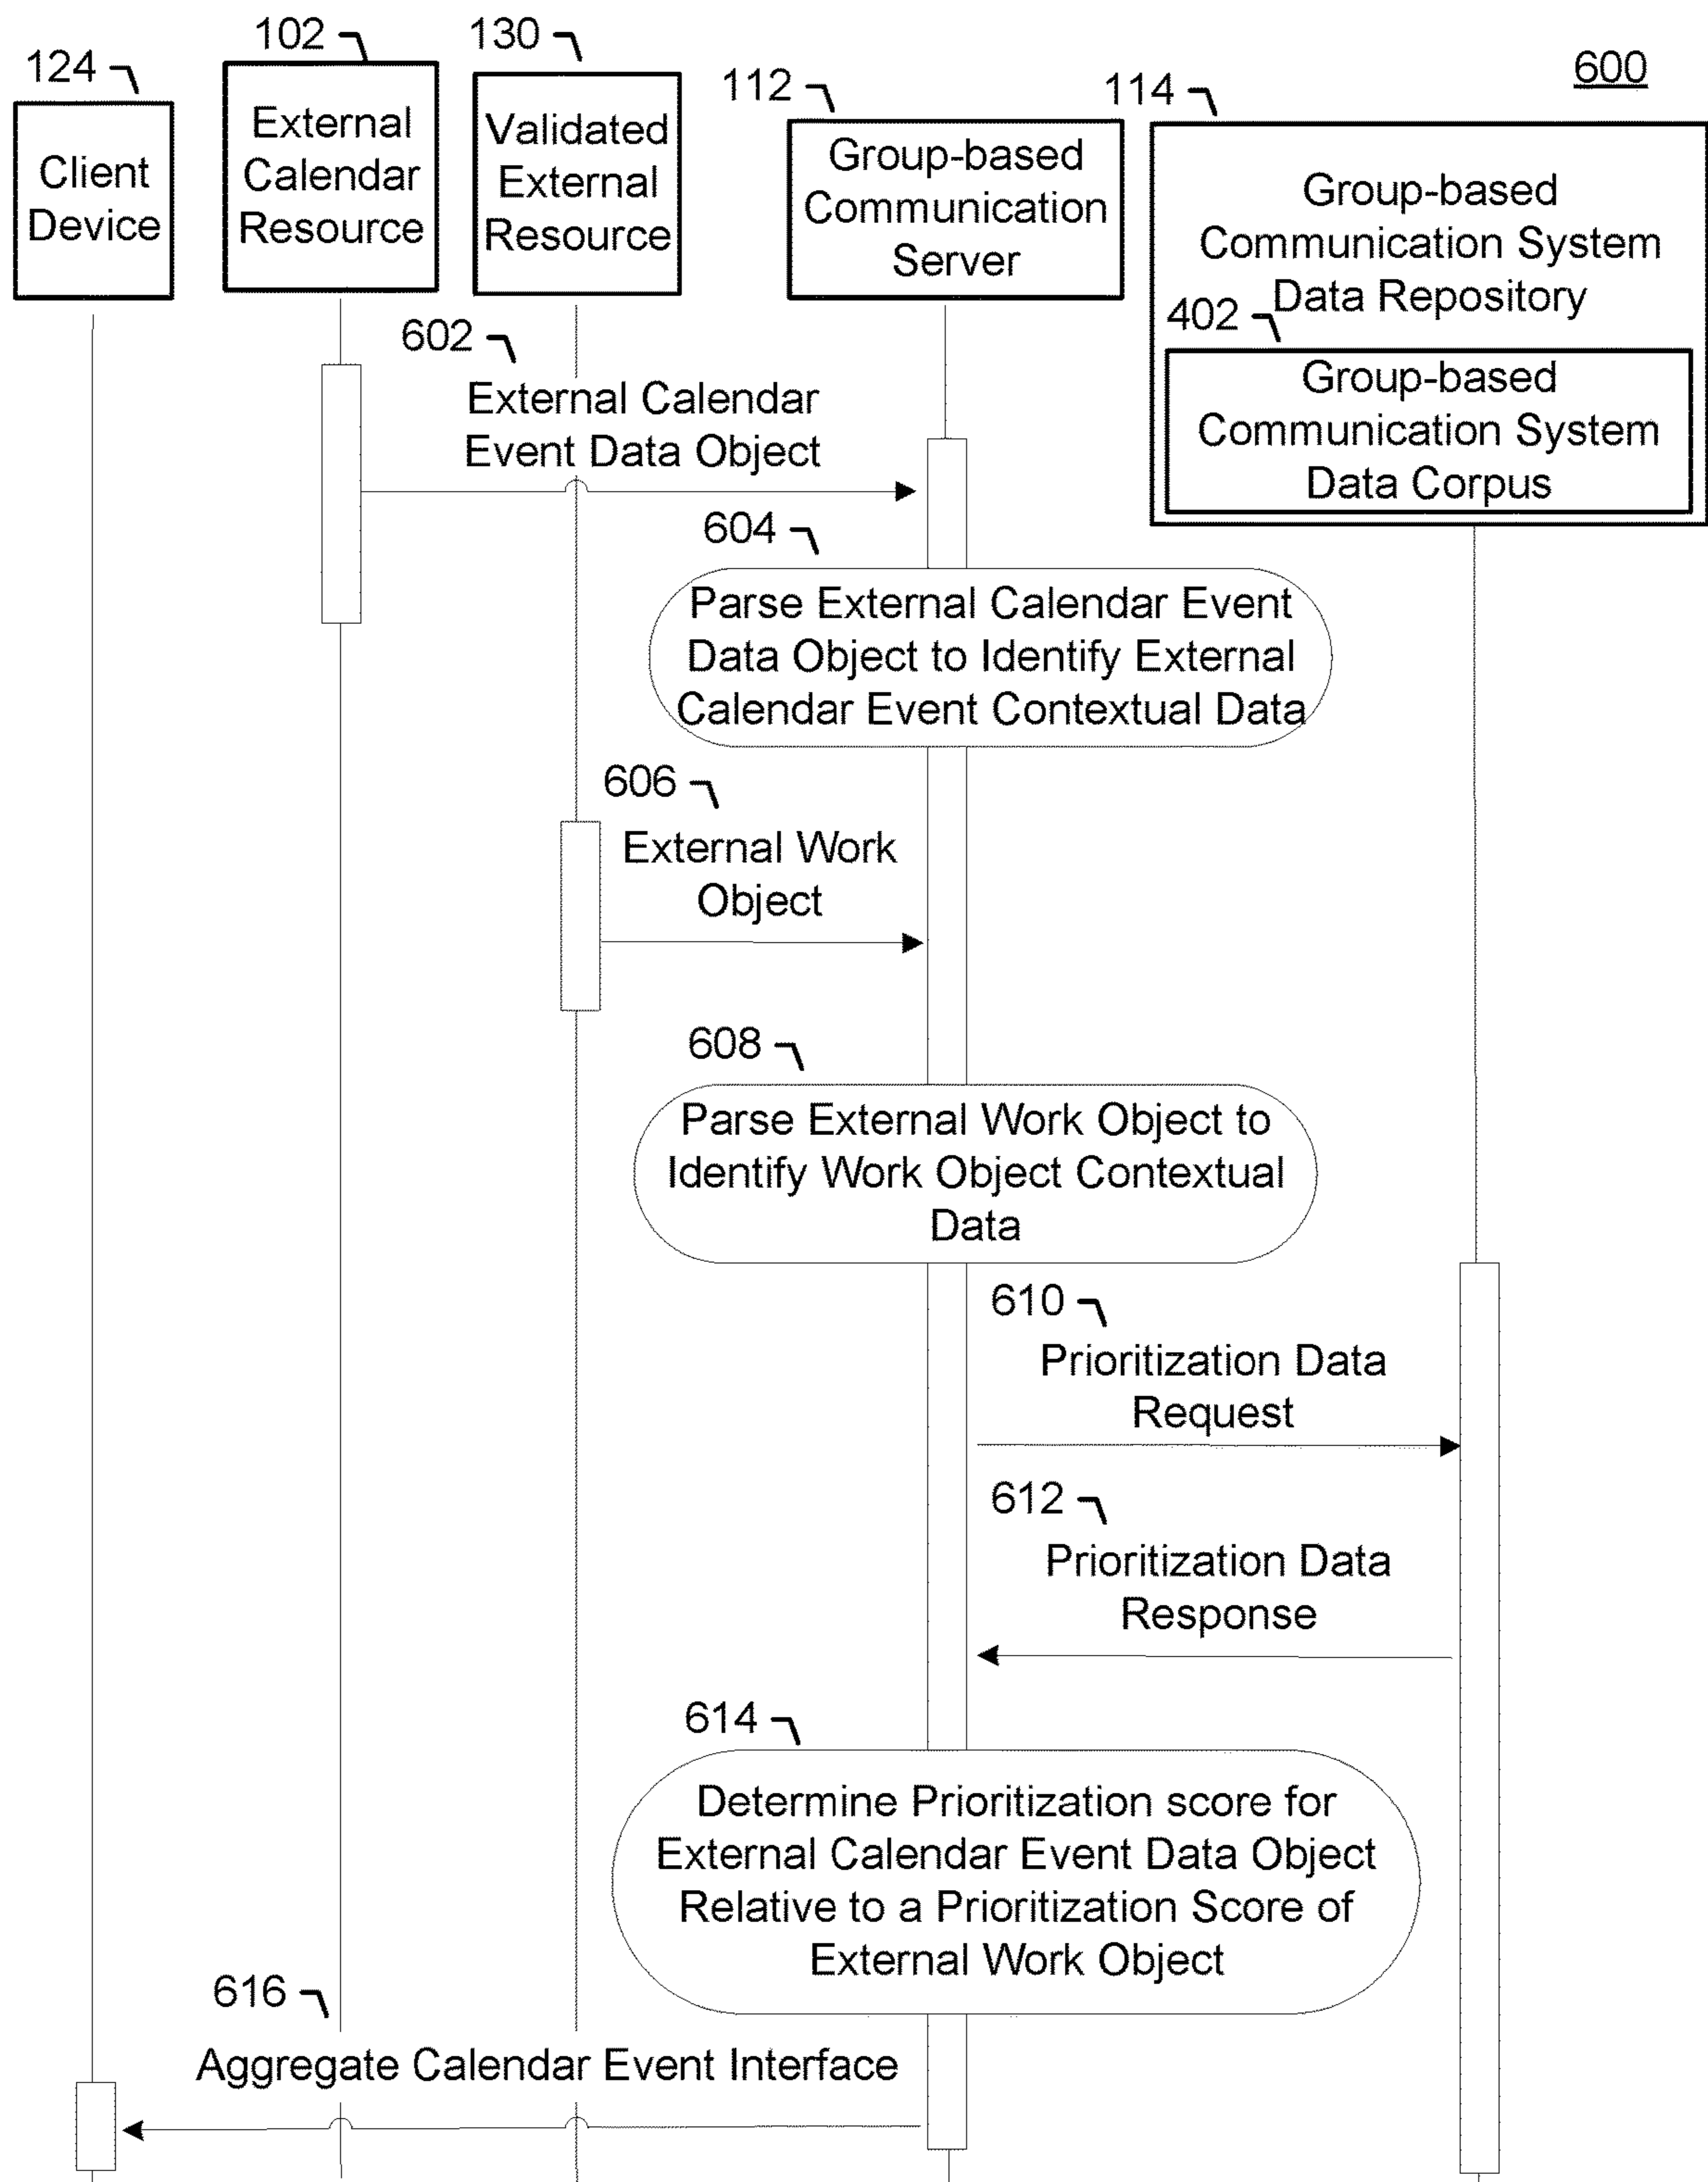 600
124
Client
Device
102
External
Calendar
Resource
130
Validated
External
Resource
112
Group-based
Communication
Server
114
Group-based
Communication System
Data Repository
402
Group-based
Communication System
Data Corpus
602
External Calendar
Event Data Object
604
Parse External Calendar Event
Data Object to Identify External
Calendar Event Contextual Data
606
External Work
Object
608
Parse External Work Object to
Identify Work Object Contextual
Data
610
Prioritization Data
Request
612
Prioritization Data
Response
614
Determine Prioritization score for
External Calendar Event Data Object
Relative to a Prioritization Score of
External Work Object
616
Aggregate Calendar Event Interface